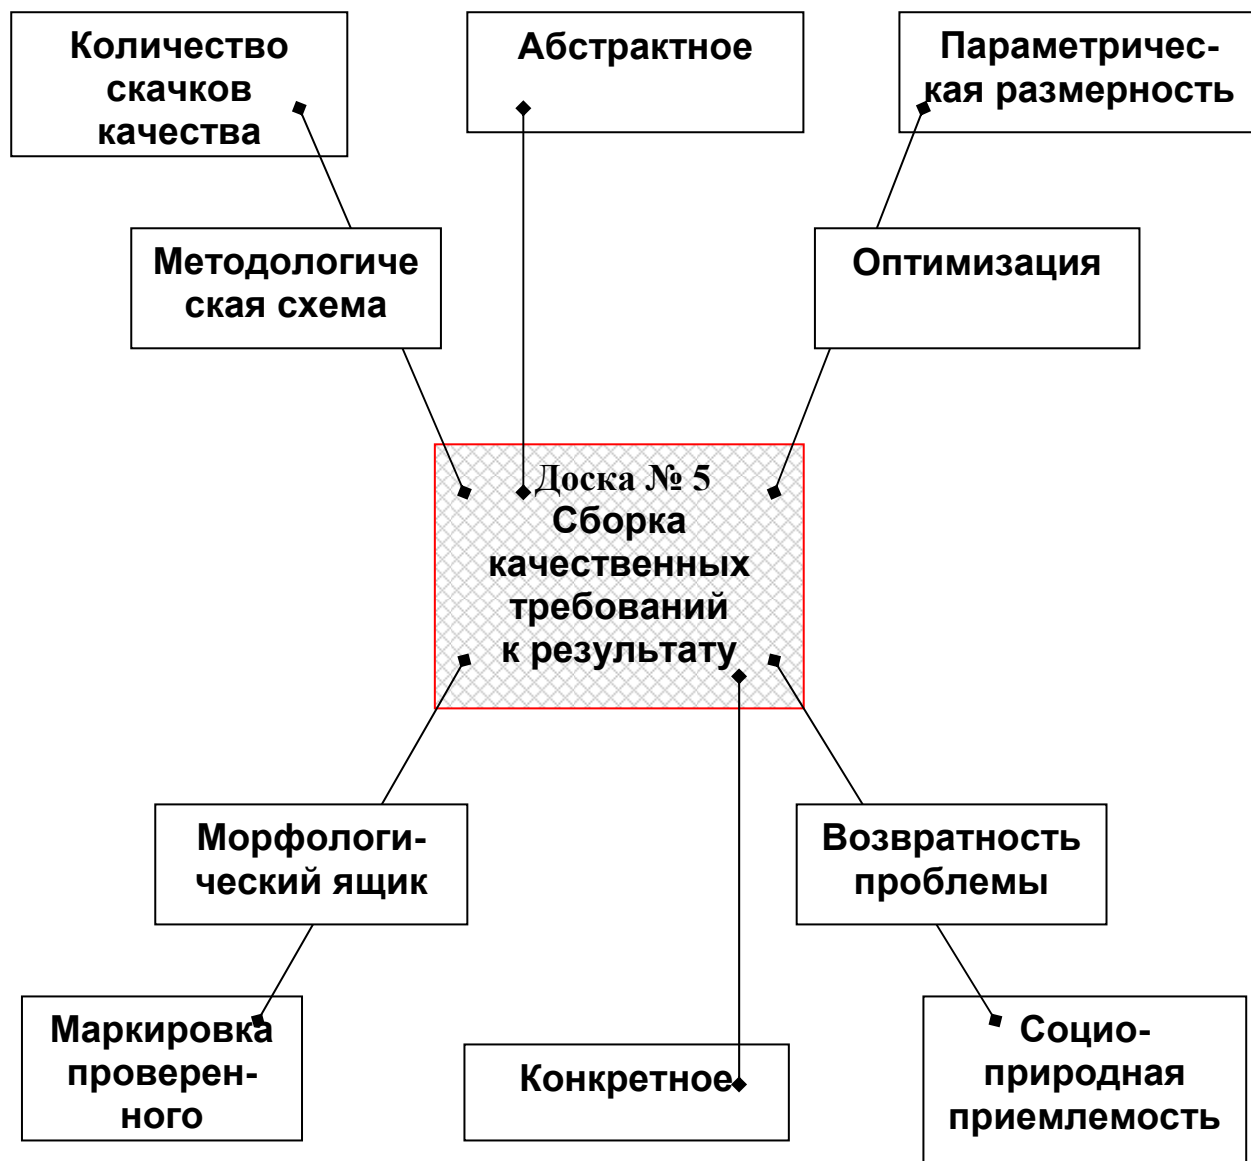 Количество
скачков
качества
Абстрактное
Параметричес-
кая размерность
Методологиче
ская схема
Оптимизация
Доска № 5
Сборка
качественных
требований
к результату
Морфологи-
ческий ящик
Возвратность
проблемы
Маркировка
проверен-
ного
Конкретное
Социо-
природная
приемлемость